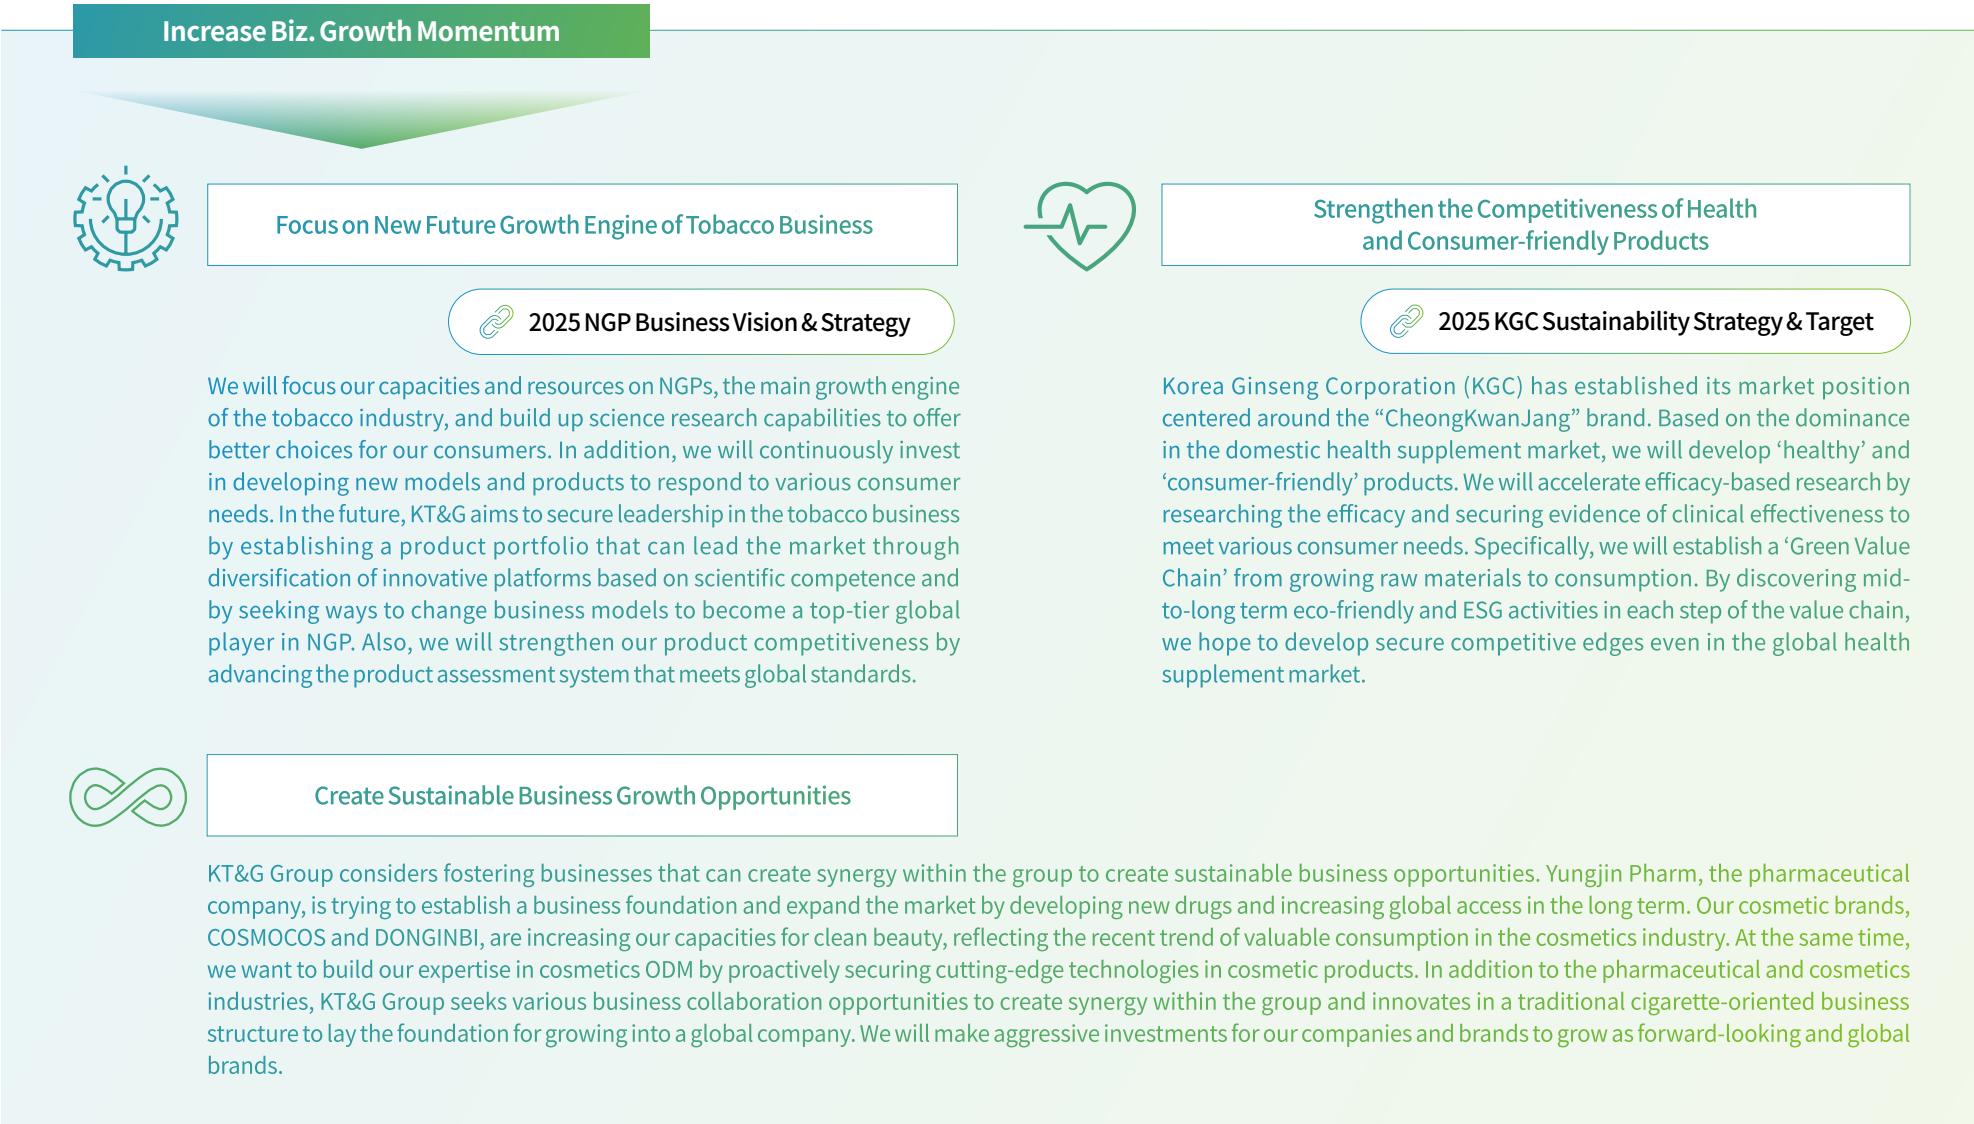 Increase Biz. Growth Momentum
Focus on New Future Growth Engine of Tobacco Business
2025 NGP Business Vision & Strategy
We will focus our capacities and resources on NGPs, the main growth engine
of the tobacco industry, and build up science research capabilities to offer
better choices for our consumers. In addition, we will continuously invest
in developing new models and products to respond to various consumer
needs. In the future, KT&G aims to secure leadership in the tobacco business
by establishing a product portfolio that can lead the market through
diversification of innovative platforms based on scientific competence and
by seeking ways to change business models to become a top-tier global
player in NGP. Also, we will strengthen our product competitiveness by
advancing the product assessment system that meets global standards.
Strengthen the Competitiveness of Health
and Consumer-friendly Products
2025 KGC Sustainability Strategy & Target
Korea Ginseng Corporation (KGC) has established its market position
centered around the “CheongKwanJang” brand. Based on the dominance
in the domestic health supplement market, we will develop ‘healthy’ and
‘consumer-friendly’ products. We will accelerate efficacy-based research by
researching the efficacy and securing evidence of clinical effectiveness to
meet various consumer needs. Specifically, we will establish a ‘Green Value
Chain’ from growing raw materials to consumption. By discovering mid-
to-long term eco-friendly and ESG activities in each step of the value chain,
we hope to develop secure competitive edges even in the global health
supplement market.
Create Sustainable Business Growth Opportunities
KT&G Group considers fostering businesses that can create synergy within the group to create sustainable business opportunities. Yungjin Pharm, the pharmaceutical
company, is trying to establish a business foundation and expand the market by developing new drugs and increasing global access in the long term. Our cosmetic brands,
COSMOCOS and DONGINBI, are increasing our capacities for clean beauty, reflecting the recent trend of valuable consumption in the cosmetics industry. At the same time,
we want to build our expertise in cosmetics ODM by proactively securing cutting-edge technologies in cosmetic products. In addition to the pharmaceutical and cosmetics
industries, KT&G Group seeks various business collaboration opportunities to create synergy within the group and innovates in a traditional cigarette-oriented business
structure to lay the foundation for growing into a global company. We will make aggressive investments for our companies and brands to grow as forward-looking and global
brands.